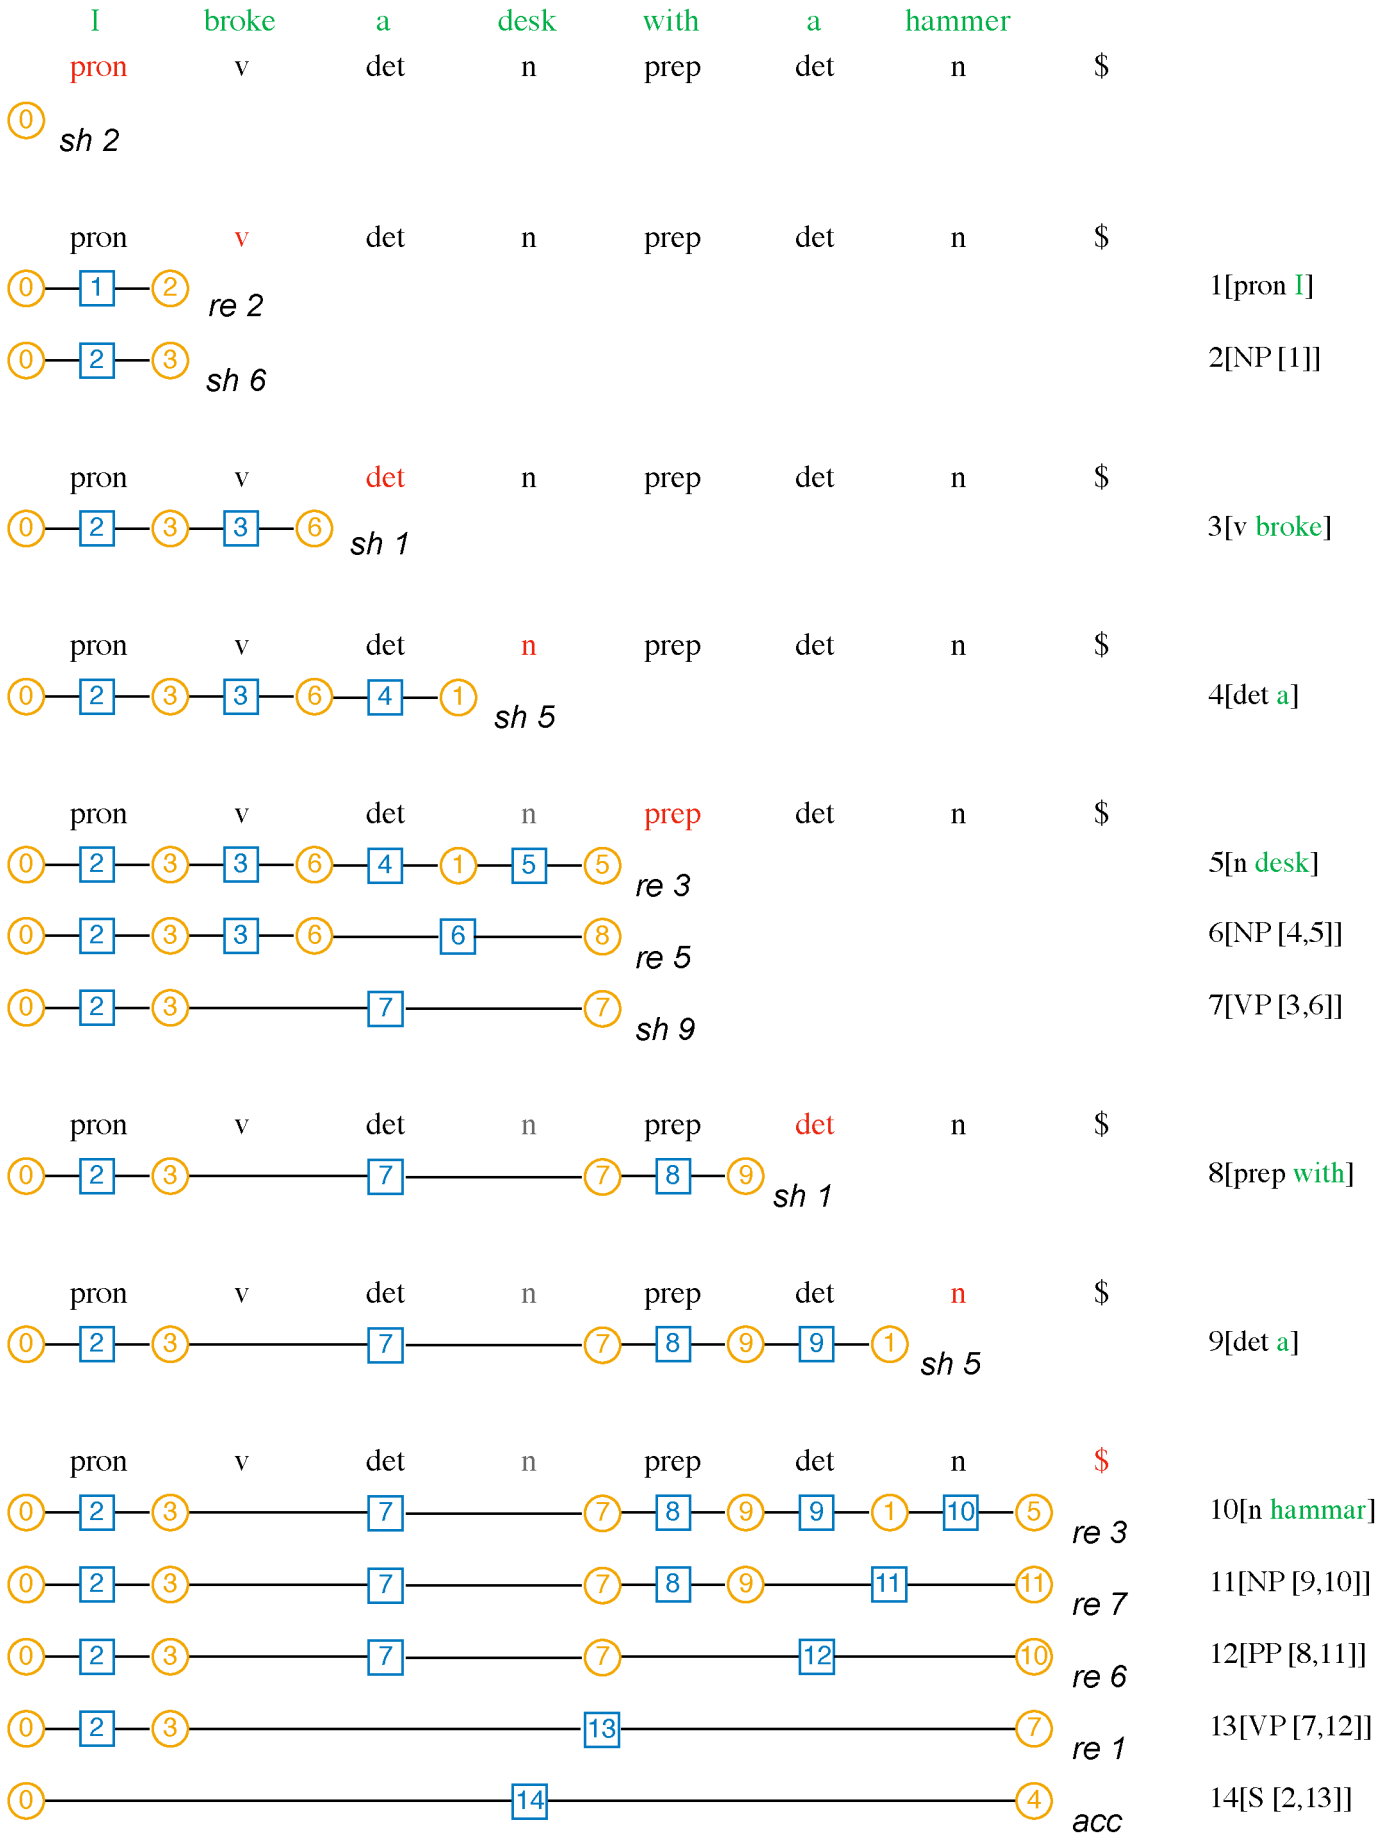 I broke a desk with a hammer
pron v det n prep det n $
0
sh 2
pron v det n prep det n $
0 1 2 re 2 1[pron I]
0 2 3 sh 6 2[NP [1]]
pron v det n prep det n $
0 2 3 3 6 sh 1 3[v broke]
pron v det n prep det n $
0 2 3 3 6 4 1 sh 5 4[det a]
pron v det n prep det n $
0 2 3 3 6 4 1 5 5 re 3 5[n desk]
0 2 3 3 6 6 8 re 5 6[NP [4,5]]
0 2 3 7 7 sh 9 7[VP [3,6]]
pron v det n prep det n $
0 2 3 7 7 8 9 sh 1 8[prep with]
pron v det n prep det n $
0 2 3 7 7 8 9 9 1 sh 5 9[det a]
pron v det n prep det n $
0 2 3 7 7 8 9 9 1 10 5 re 3 10[n hammar]
0 2 3 7 7 8 9 11 11 re 7 11[NP [9,10]]
0 2 3 7 7 12 10 re 6 12[PP [8,11]]
0 2 3 13 7 re 1 13[VP [7,12]]
0 14 4 acc 14[S [2,13]]